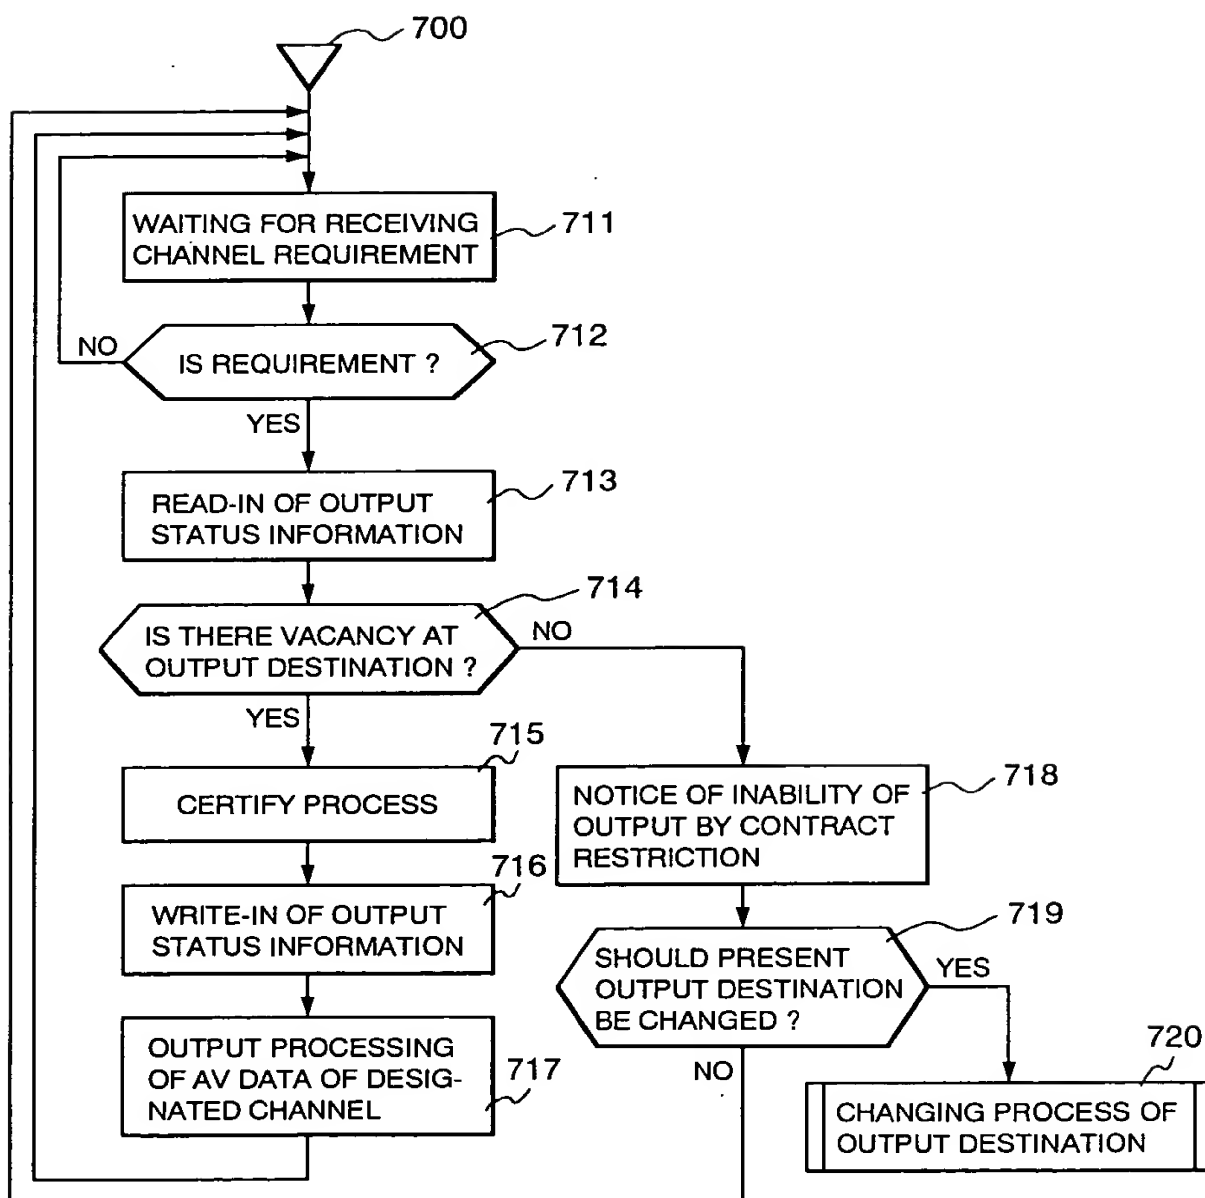 700
WAITING FOR RECEIVING
CHANNEL REQUIREMENT
711
NO
IS REQUIREMENT ?
712
YES
READ-IN OF OUTPUT
STATUS INFORMATION
713
IS THERE VACANCY AT
OUTPUT DESTINATION ?
714
NO
YES
CERTIFY PROCESS
715
WRITE-IN OF OUTPUT
STATUS INFORMATION
716
OUTPUT PROCESSING
OF AV DATA OF DESIG-
NATED CHANNEL
717
NOTICE OF INABILITY OF
OUTPUT BY CONTRACT
RESTRICTION
718
SHOULD PRESENT
OUTPUT DESTINATION
BE CHANGED ?
719
YES
NO
720
CHANGING PROCESS OF
OUTPUT DESTINATION